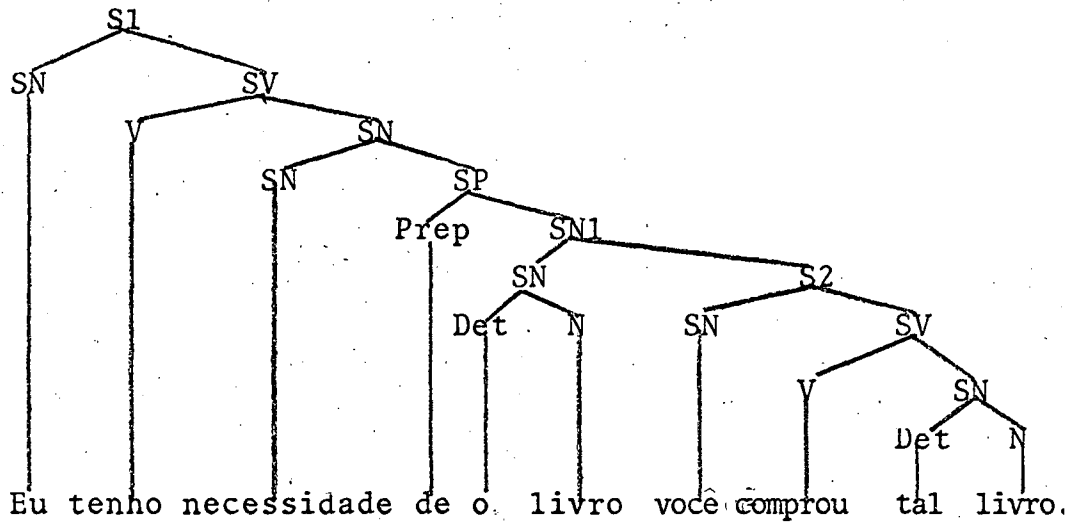 S1
SN SV
V SN
SN SP
Prep SN1
SN S2
Det N SN SV
V SN
Det N
Eu tenho necessidade de o livro você comprou tal livro.